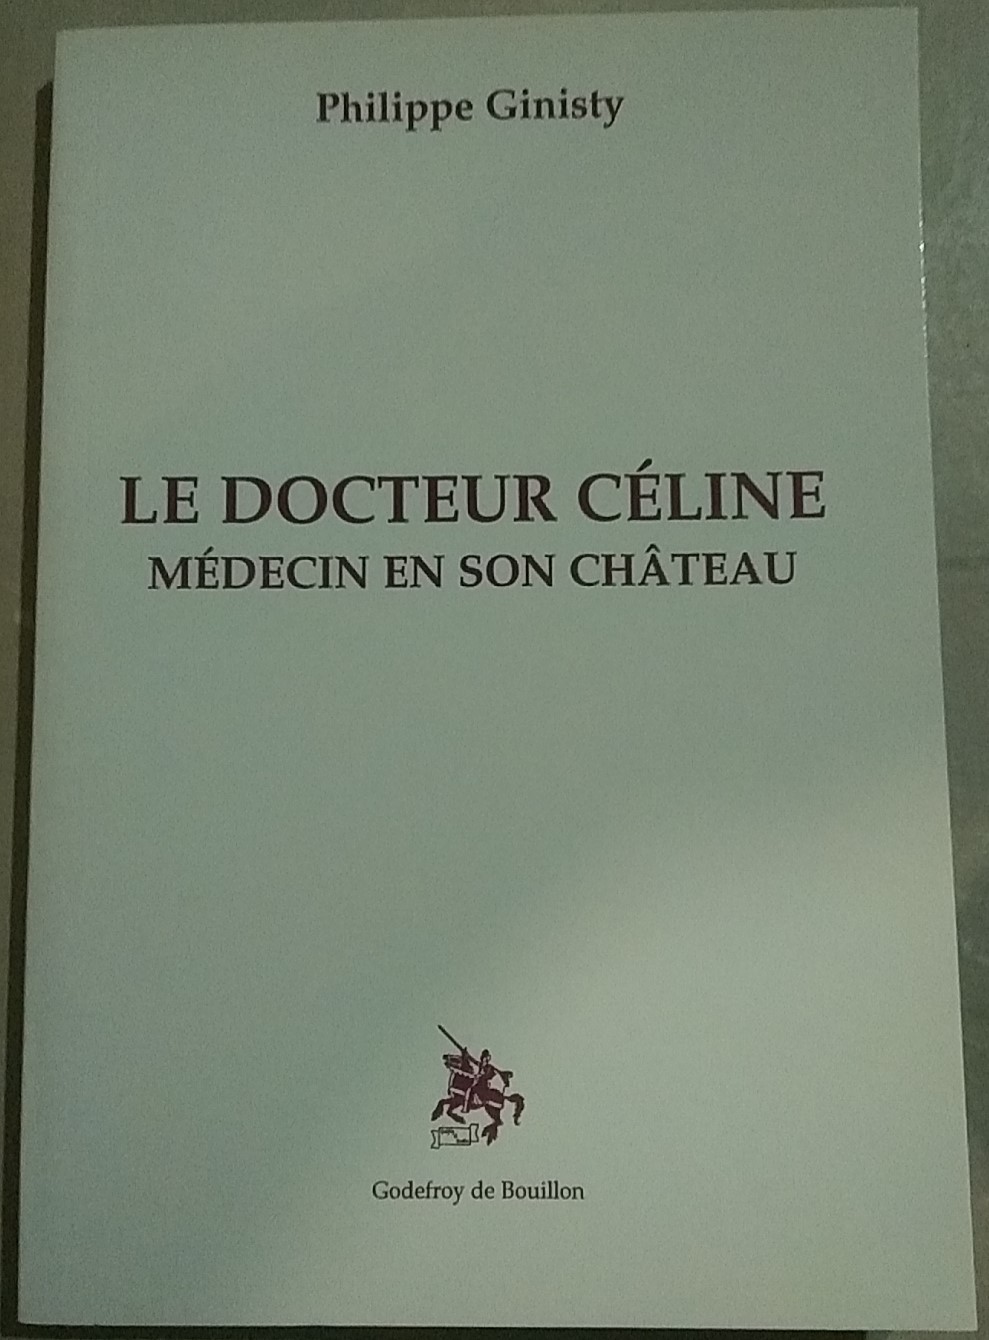 Philippe Ginisty
LE DOCTEUR CÉLINE
MÉDECIN EN SON CHÂTEAU
Godefroy de Bouillon